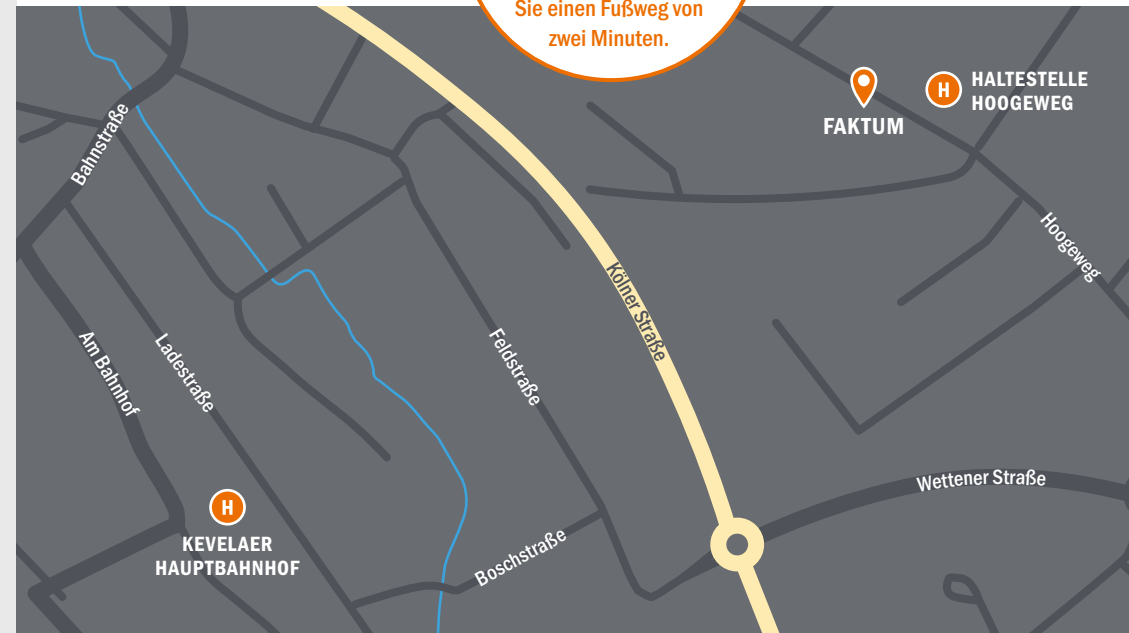 Sie einen Fußweg von
zwei Minuten.
HALTESTELLE
HOOGEWEG
H
FAKTUM
Bahnstraße
Hoogeweg
Kölner Straße
Am Bahnhof
Ladestraße
Feldstraße
Wettener Straße
H
KEVELAER
HAUPTBAHNHOF
Boschstraße